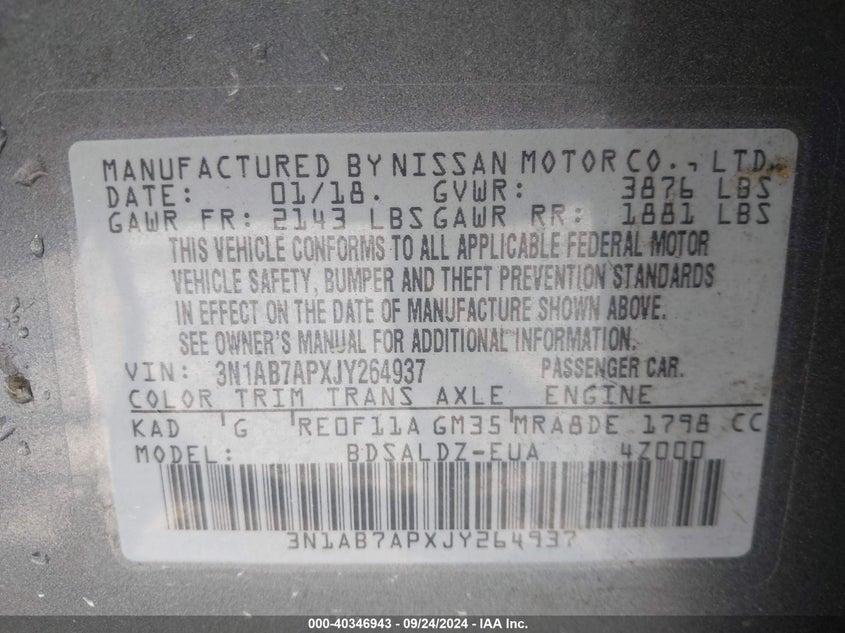 MANUFACTURED BY NISSAN MOTOR CO., LTD.
DATE: 01/18. GVWR: 3876 LBS
GAWR FR: 2143 LBS GAWR RR: 1881 LBS
THIS VEHICLE CONFORMS TO ALL APPLICABLE FEDERAL MOTOR
VEHICLE SAFETY, BUMPER AND THEFT PREVENTION STANDARDS
IN EFFECT ON THE DATE OF MANUFACTURE SHOWN ABOVE.
SEE OWNER'S MANUAL FOR ADDITIONAL INFORMATION.
VIN: 3N1AB7APXJY264937 PASSENGER CAR.
COLOR TRIM TRANS AXLE ENGINE
KAD G RE0F11A GM35 MRA8DE 1798 CC
MODEL: BDSALDZ-EUA 4Z000
3N1AB7APXJY264937
000-40346943 - 09/24/2024 - IAA Inc.